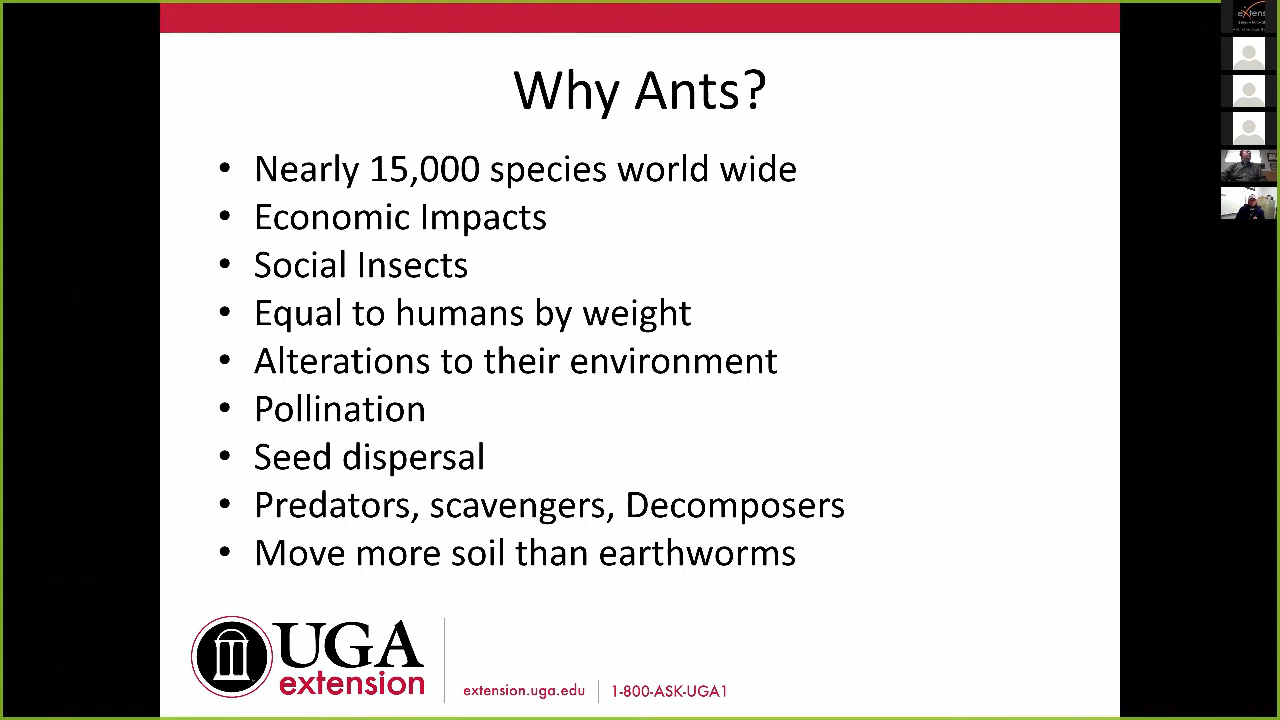 Why Ants?
• Nearly 15,000 species world wide
• Economic Impacts
• Social Insects
• Equal to humans by weight
• Alterations to their environment
• Pollination
• Seed dispersal
• Predators, scavengers, Decomposers
• Move more soil than earthworms
UGA
extension
extension.uga.edu
1-800-ASK-UGA1